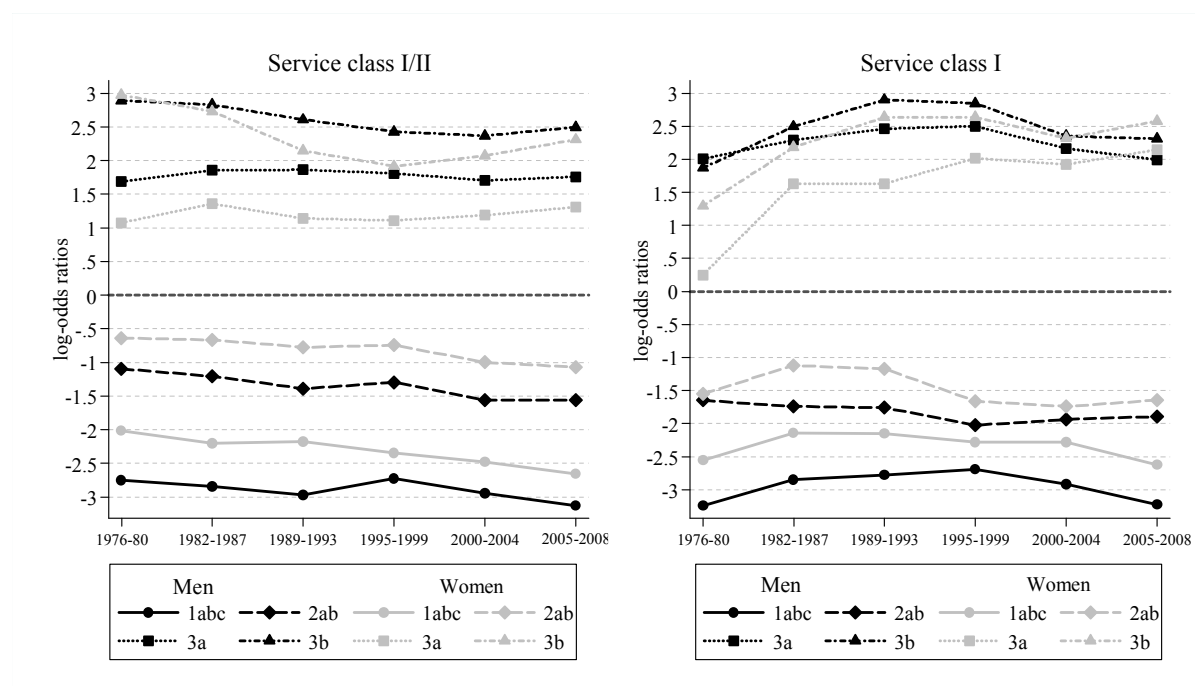 Service class I/II
log-odds ratios
3
2.5
2
1.5
1
.5
0
-.5
-1
-1.5
-2
-2.5
-3
1976-80 1982-1987 1989-1993 1995-1999 2000-2004 2005-2008
Men Women
1abc 2ab 1abc 2ab
3a 3b 3a 3b
Service class I
log-odds ratios
3
2.5
2
1.5
1
.5
0
-.5
-1
-1.5
-2
-2.5
-3
1976-80 1982-1987 1989-1993 1995-1999 2000-2004 2005-2008
Men Women
1abc 2ab 1abc 2ab
3a 3b 3a 3b